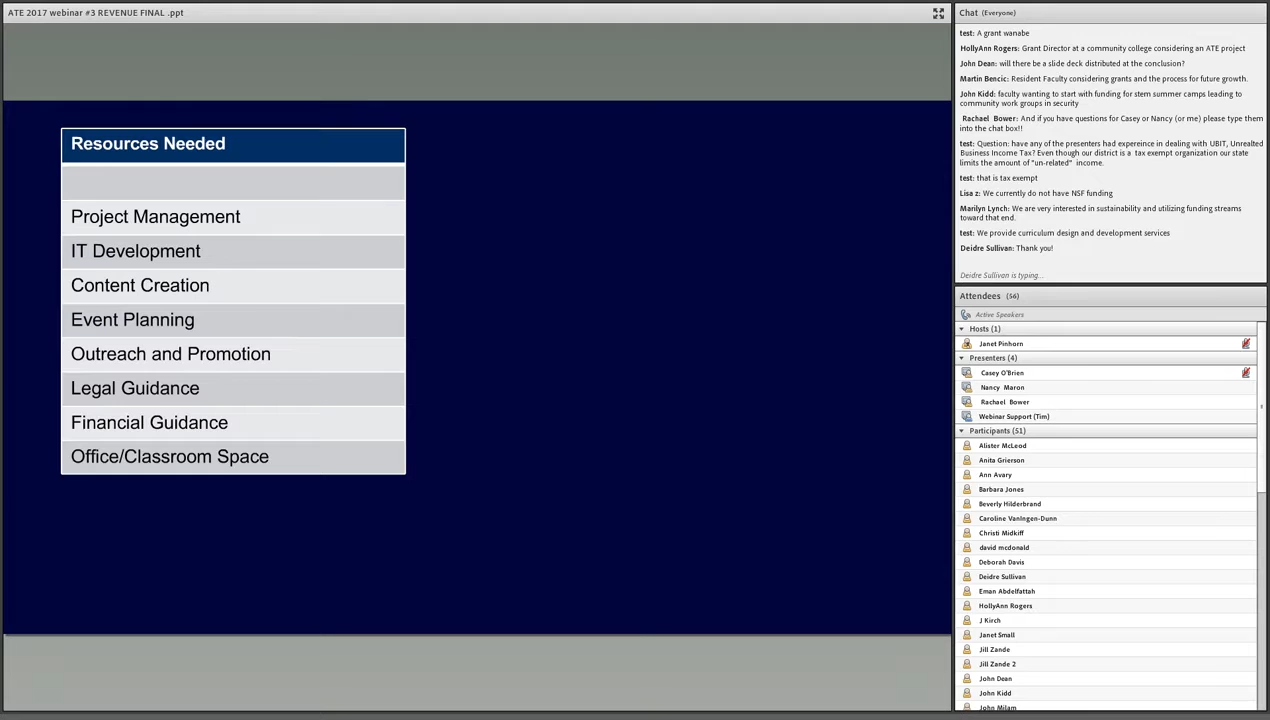 ATE 2017 webinar #3 REVENUE FINAL .ppt
Resources Needed
Project Management
IT Development
Content Creation
Event Planning
Outreach and Promotion
Legal Guidance
Financial Guidance
Office/Classroom Space
Chat (Everyone)
test: A grant wanabe
HollyAnn Rogers: Grant Director at a community college considering an ATE project
John Dean: will there be a slide deck distributed at the conclusion?
Martin Bencic: Resident Faculty considering grants and the process for future growth.
John Kidd: faculty wanting to start with funding for stem summer camps leading to
community work groups in security
Rachael Bower: And if you have questions for Casey or Nancy (or me) please type them
into the chat box!!
test: Question: have any of the presenters had expereince in dealing with UBIT, Unrealted
Business Income Tax? Even though our district is a tax exempt organization our state
limits the amount of "un-related" income.
test: that is tax exempt
Lisa z: We currently do not have NSF funding
Marilyn Lynch: We are very interested in sustainability and utilizing funding streams
toward that end.
test: We provide curriculum design and development services
Deidre Sullivan: Thank you!
Deidre Sullivan is typing...
Attendees (56)
Active Speakers
Hosts (1)
Janet Pinhorn
Presenters (4)
Casey O'Brien
Nancy Maron
Rachael Bower
Webinar Support (Tim)
Participants (51)
Alister McLeod
Anita Grierson
Ann Avary
Barbara Jones
Beverly Hilderbrand
Caroline VanIngen-Dunn
Christi Midkiff
david mcdonald
Deborah Davis
Deidre Sullivan
Eman Abdelfattah
HollyAnn Rogers
J Kirch
Janet Small
Jill Zande
Jill Zande 2
John Dean
John Kidd
John Milam